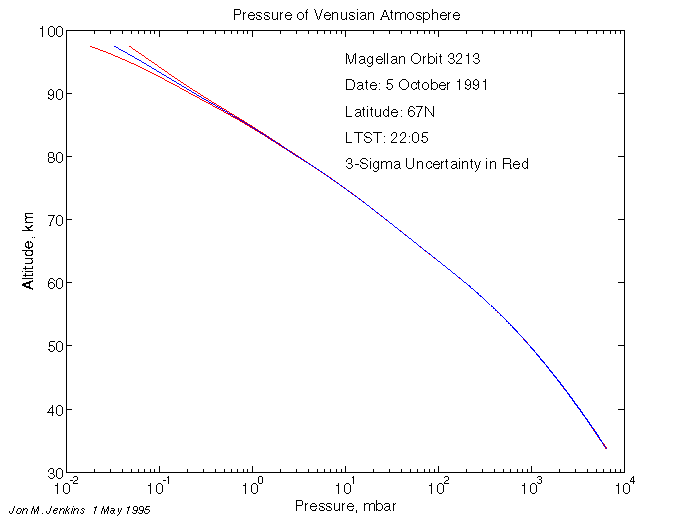 Pressure of Venusian Atmosphere
100
90
80
70
60
50
40
30
Altitude, km
Magellan Orbit 3213
Date: 5 October 1991
Latitude: 67N
LTST: 22:05
3-Sigma Uncertainty in Red
10^-2 10^-1 10^0 10^1 10^2 10^3 10^4
Pressure, mbar
Jon M. Jenkins 1 May 1995